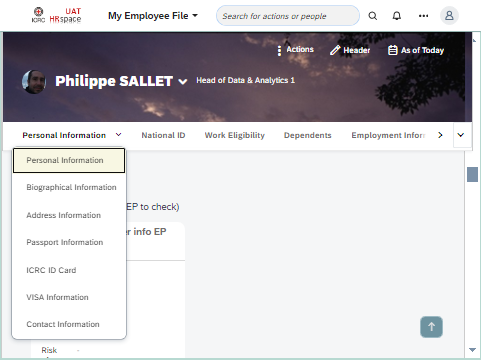 ICRC
UAT
HRspace
My Employee File
Search for actions or people
Actions
Header
As of Today
Philippe SALLET
Head of Data & Analytics 1
Personal Information
National ID
Work Eligibility
Dependents
Employment Infor
Personal Information
Biographical Information
Address Information
Passport Information
ICRC ID Card
VISA Information
Contact Information
EP to check)
r info EP
Risk
-